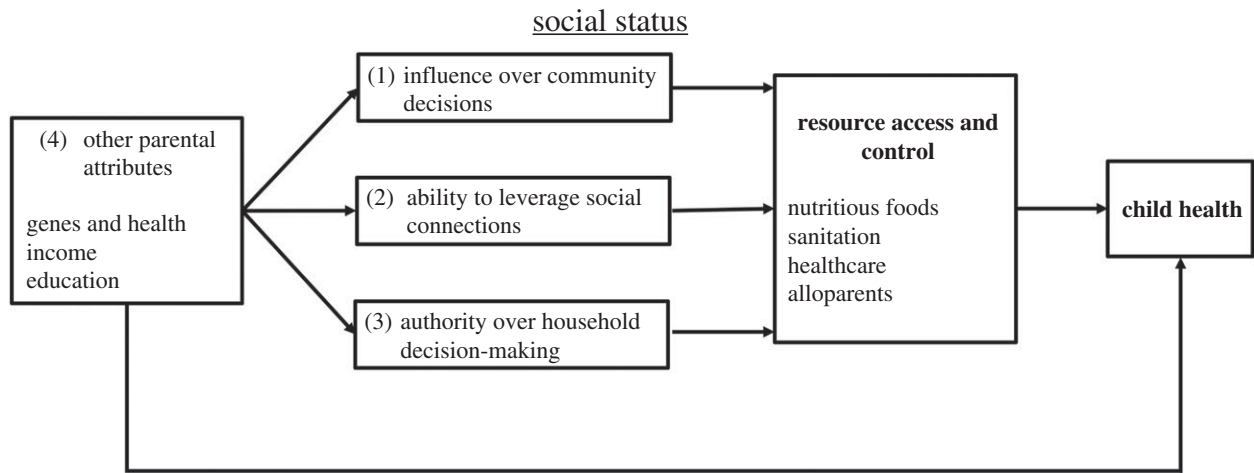 social status
(4) other parental
attributes
genes and health
income
education
(1) influence over community
decisions
(2) ability to leverage social
connections
(3) authority over household
decision-making
resource access and
control
nutritious foods
sanitation
healthcare
alloparents
child health